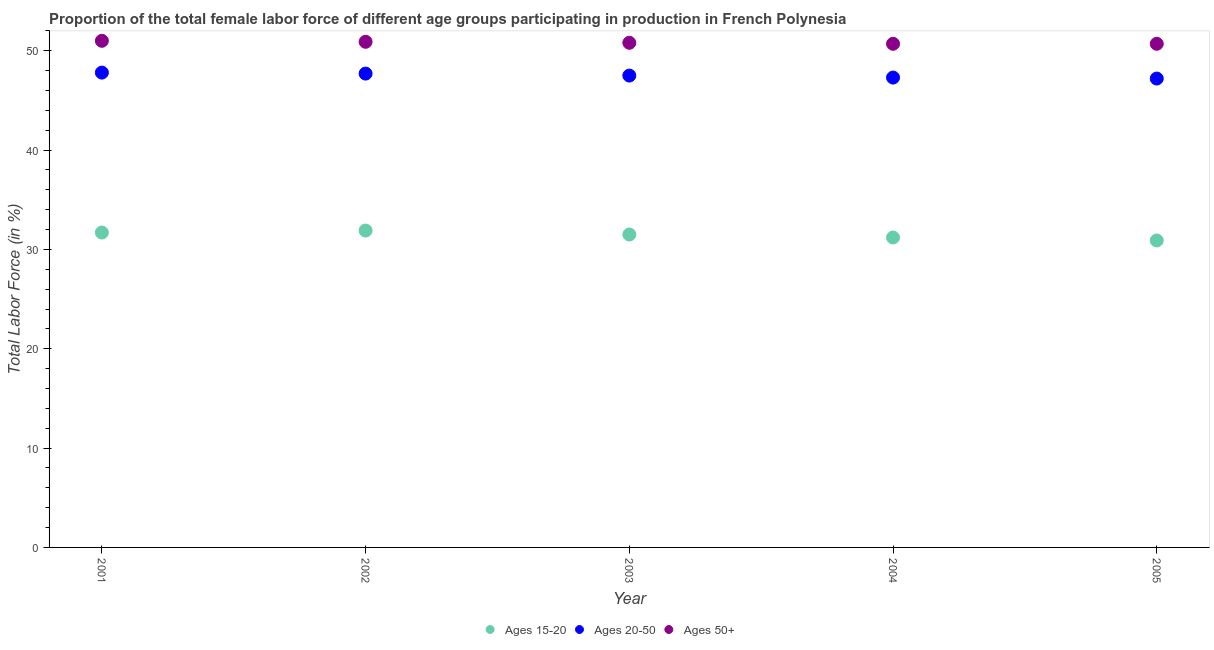 Proportion of the total female labor force of different age groups participating in production in French Polynesia
Total Labor Force (in %)
50
40
30
20
10
0
2001
2002
2003
2004
2005
Year
Ages 15-20
Ages 20-50
Ages 50+